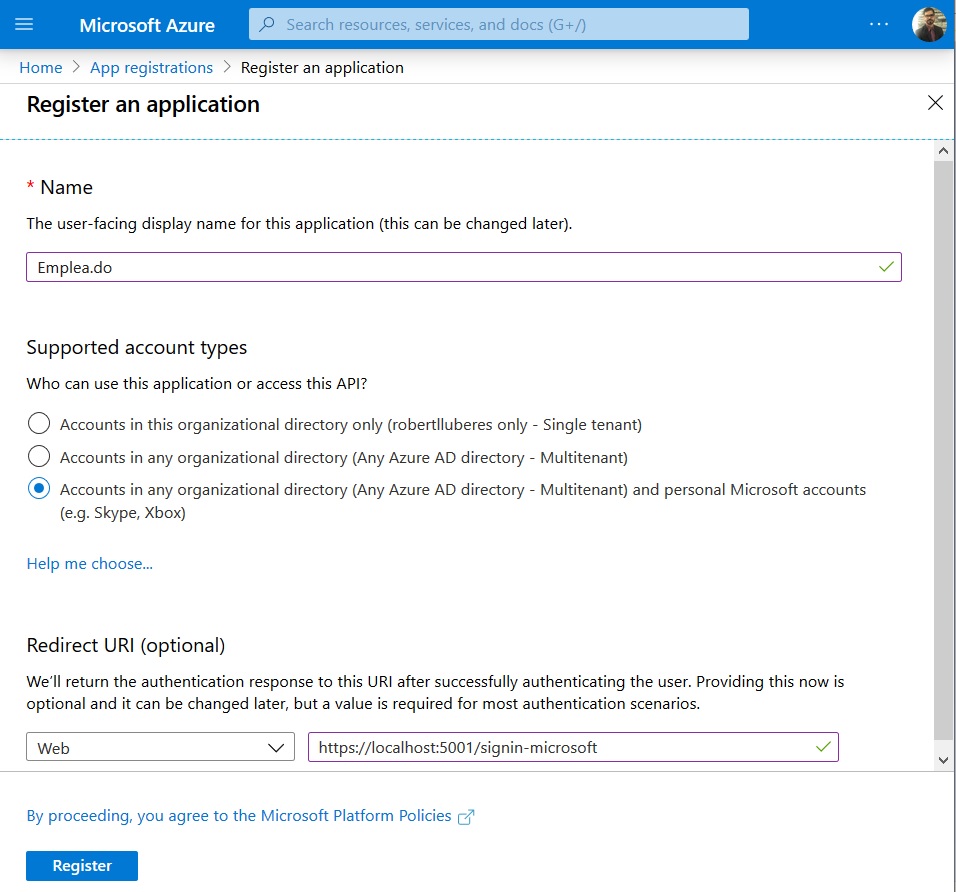 Microsoft Azure
Search resources, services, and docs (G+/)
Home > App registrations > Register an application
Register an application
* Name
The user-facing display name for this application (this can be changed later).
Emplea.do
Supported account types
Who can use this application or access this API?
Accounts in this organizational directory only (robertlluberes only - Single tenant)
Accounts in any organizational directory (Any Azure AD directory - Multitenant)
Accounts in any organizational directory (Any Azure AD directory - Multitenant) and personal Microsoft accounts
(e.g. Skype, Xbox)
Help me choose...
Redirect URI (optional)
We’ll return the authentication response to this URI after successfully authenticating the user. Providing this now is
optional and it can be changed later, but a value is required for most authentication scenarios.
Web
https://localhost:5001/signin-microsoft
By proceeding, you agree to the Microsoft Platform Policies
Register